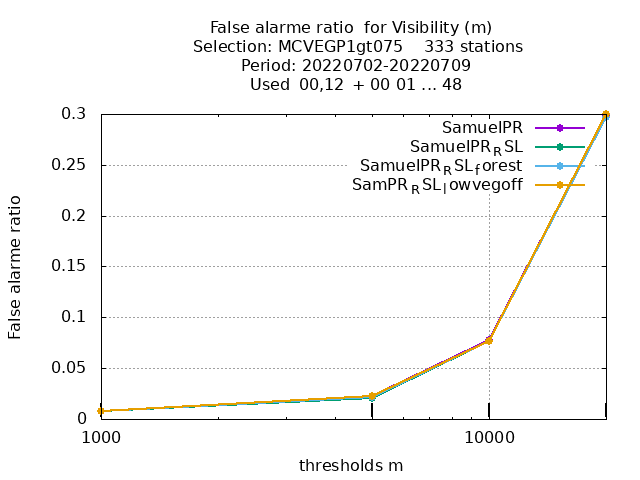 False alarme ratio  for Visibility (m)
Selection: MCVEGP1gt075    333 stations
Period: 20220702-20220709
Used  00,12  + 00 01 ... 48
False alarme ratio
0.3
0.25
0.2
0.15
0.1
0.05
0
SamuelPR
SamuelPR_RSL
SamuelPR_RSL_forest
SamPR_RSL_lowvegoff
1000
10000
thresholds m